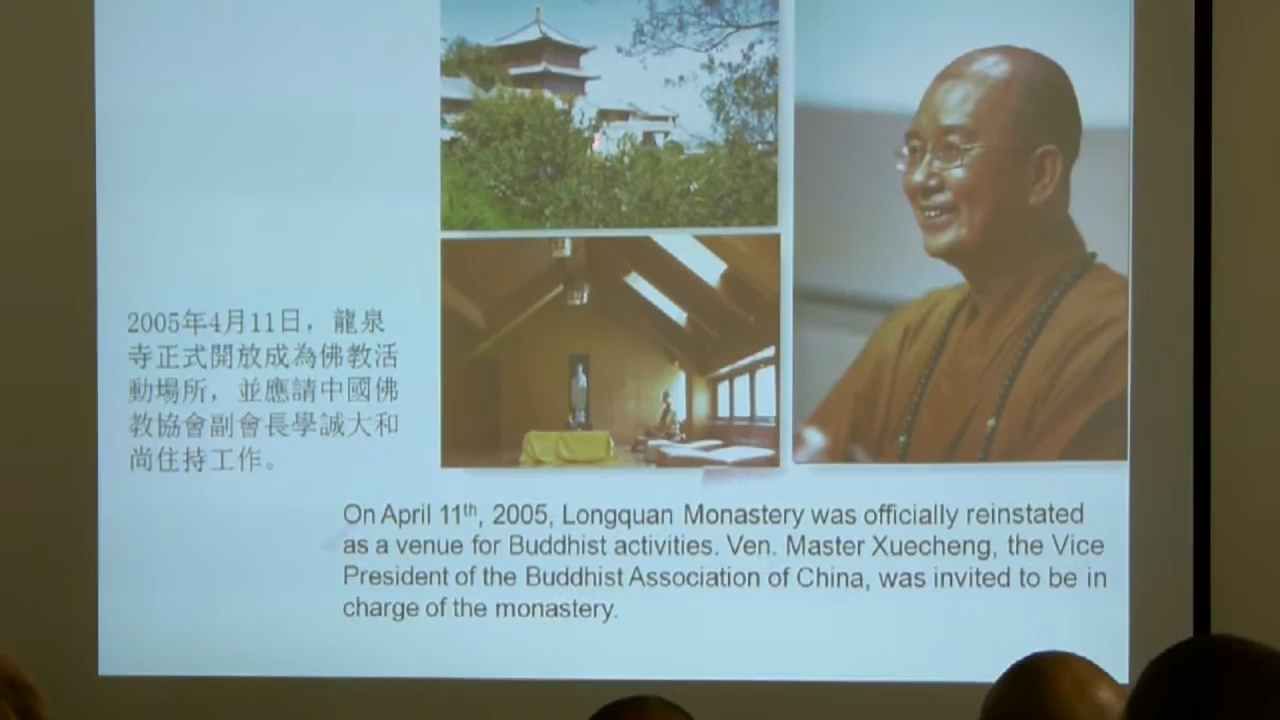 2005年4月11日，龍泉
寺正式開放成為佛教活
動場所，並應請中國佛
教協會副會長學誠大和
尚住持工作。
On April 11th, 2005, Longquan Monastery was officially reinstated
as a venue for Buddhist activities. Ven. Master Xuecheng, the Vice
President of the Buddhist Association of China, was invited to be in
charge of the monastery.